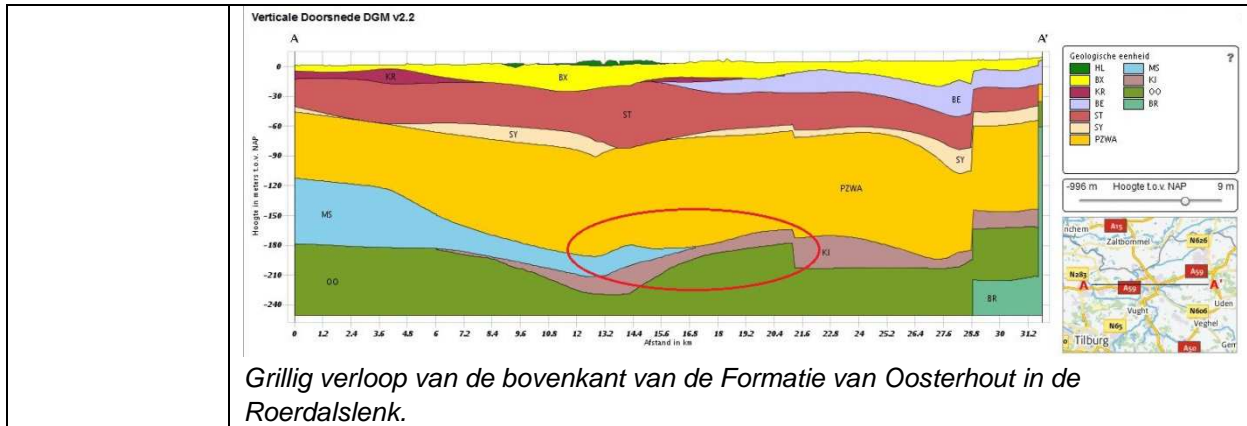 Verticale Doorsnede DGM v2.2
A A'
0
-30
-60
-90
-120
-150
-180
-210
-240
Hoogte in meters t.o.v. NAP
KR
BX
BE
ST
SY
SY
PZWA
MS
KI
OO
BR
0 1.2 2.4 3.6 4.8 6 7.2 8.4 9.6 10.8 12 13.2 14.4 15.6 16.8 18 19.2 20.4 21.6 22.8 24 25.2 26.4 27.6 28.8 30 31.2
Afstand in km
Geologische eenheid ?
HL MS
BX KI
KR OO
BE BR
ST
SY
PZWA
-996 m Hoogte t.o.v. NAP 9 m
nchem A15
Zaltbommel N626
N283 A59
A A59 A'
Uden
Vught
N65 N606
Veghel
Tilburg A50 Gem
Grillig verloop van de bovenkant van de Formatie van Oosterhout in de
Roerdalslenk.